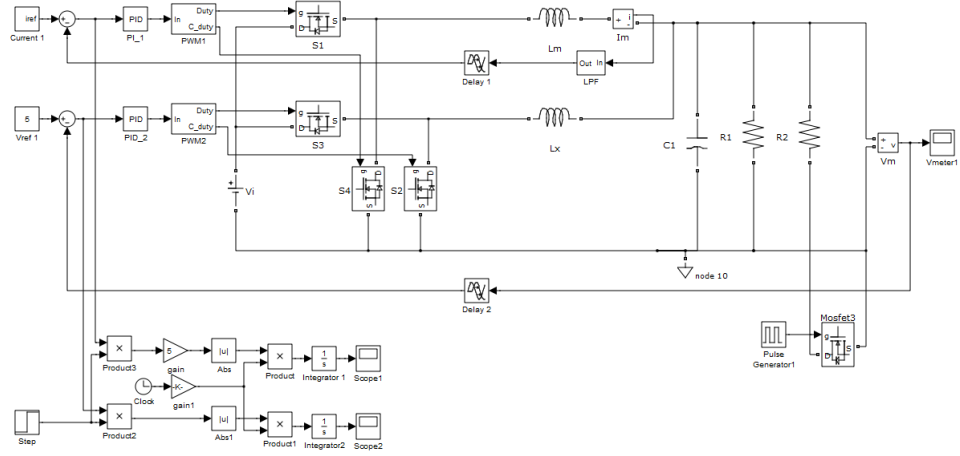 iref
Current 1
PID
PI_1
In
Duty
C_duty
PWM1
g
D
S
S1
Lm
+
-
i
Im
Delay 1
Out
In
LPF
5
Vref 1
PID
PID_2
In
Duty
C_duty
PWM2
g
D
S
S3
Lx
Vi
g
D
S
S4
g
D
S
S2
C1
R1
R2
+
-
v
Vm
Vmeter1
node 10
Delay 2
Mosfet3
g
D
S
Pulse
Generator1
×
Product3
5
gain
|u|
Abs
×
Product
1
s
Integrator 1
Scope1
Clock
-K-
gain1
Step
×
Product2
|u|
Abs1
×
Product1
1
s
Integrator2
Scope2